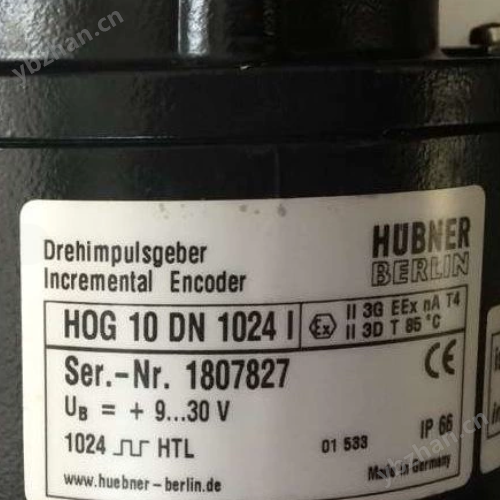 Drehimpulsgeber
Incremental Encoder
HÜBNER
BERLIN
HOG 10 DN 1024 I
Ex
II 3G EEx nA T4
II 3D T 85 °C
Ser.-Nr. 1807827
CE
UB = + 9...30 V
IP 66
1024 HTL
01 533
Made in Germany
www.huebner-berlin.de
ybzhan.cn
ybzhan.cn